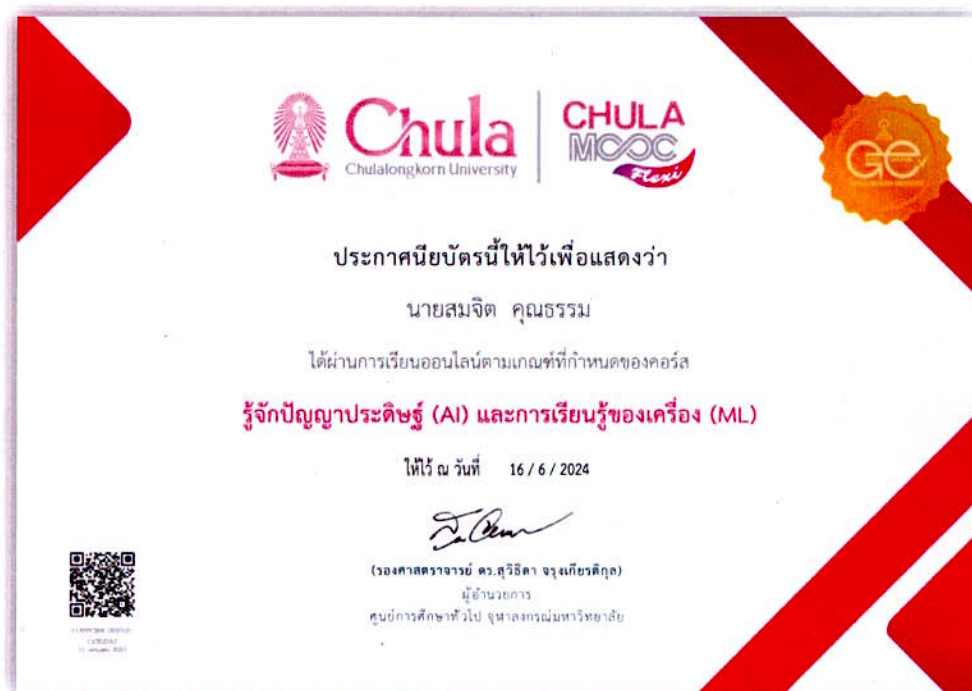 Chula
Chulalongkorn University
CHULA
MOOC
Flexi
GE
ประกาศนียบัตรนี้ให้ไว้เพื่อแสดงว่า
นายสมจิต คุณธรรม
ได้ผ่านการเรียนออนไลน์ตามเกณฑ์ที่กำหนดของคอร์ส
รู้จักปัญญาประดิษฐ์ (AI) และการเรียนรู้ของเครื่อง (ML)
ให้ไว้ ณ วันที่ 16 / 6 / 2024
(รองศาสตราจารย์ ดร.สุวิธิดา จรุงเกียรติกุล)
ผู้อำนวยการ
ศูนย์การศึกษาทั่วไป จุฬาลงกรณ์มหาวิทยาลัย